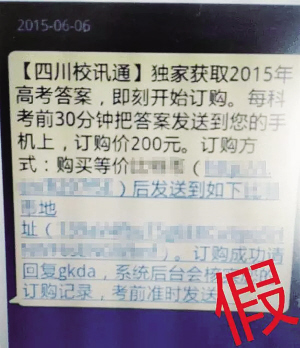 2015-06-06
【四川校讯通】独家获取2015年
高考答案，即刻开始订购。每科
考前30分钟把答案发送到您的手
机上，订购价200元。订购方
式：购买等价
）后发送到如下
地
址（
）。订购成功请
回复gkda，系统后台会核
订购记录，考前准时发送
假